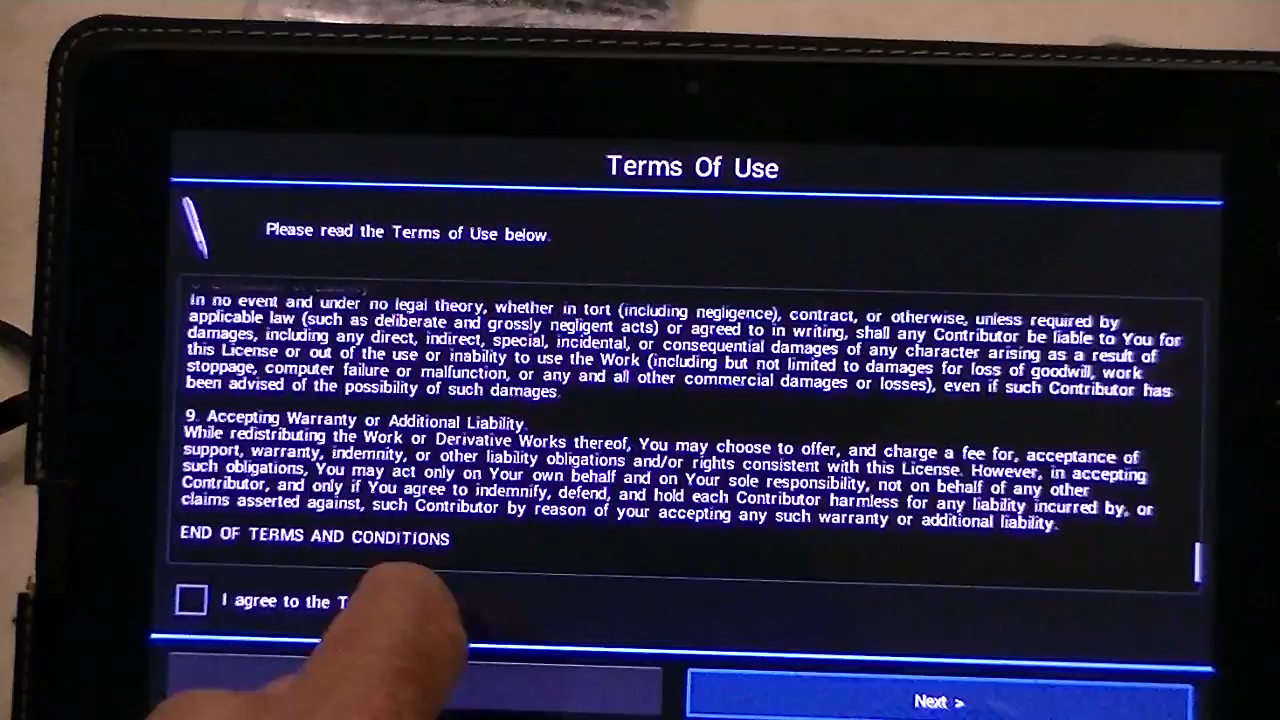 Terms Of Use
Please read the Terms of Use below.
In no event and under no legal theory, whether in tort (including negligence), contract, or otherwise, unless required by
applicable law (such as deliberate and grossly negligent acts) or agreed to in writing, shall any Contributor be liable to You for
damages, including any direct, indirect, special, incidental, or consequential damages of any character arising as a result of
this License or out of the use or inability to use the Work (including but not limited to damages for loss of goodwill, work
stoppage, computer failure or malfunction, or any and all other commercial damages or losses), even if such Contributor has
been advised of the possibility of such damages.
9. Accepting Warranty or Additional Liability.
While redistributing the Work or Derivative Works thereof, You may choose to offer, and charge a fee for, acceptance of
support, warranty, indemnity, or other liability obligations and/or rights consistent with this License. However, in accepting
such obligations, You may act only on Your own behalf and on Your sole responsibility, not on behalf of any other
Contributor, and only if You agree to indemnify, defend, and hold each Contributor harmless for any liability incurred by, or
claims asserted against, such Contributor by reason of your accepting any such warranty or additional liability.
END OF TERMS AND CONDITIONS
I agree to the T
Next >